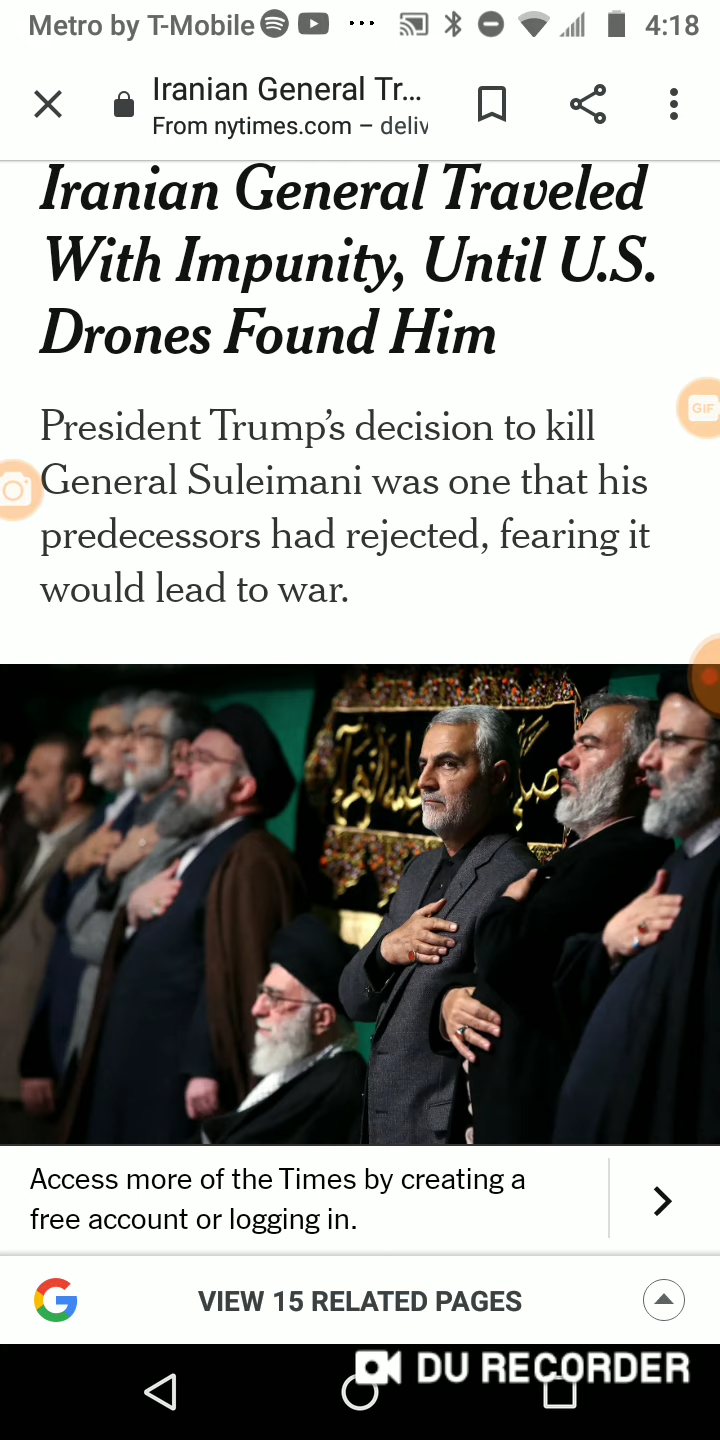 Metro by T-Mobile ... 4:18
Iranian General Tr...
From nytimes.com – deliv
Iranian General Traveled
With Impunity, Until U.S.
Drones Found Him
GIF
President Trump’s decision to kill
General Suleimani was one that his
predecessors had rejected, fearing it
would lead to war.
Access more of the Times by creating a
free account or logging in.
VIEW 15 RELATED PAGES
DU RECORDER